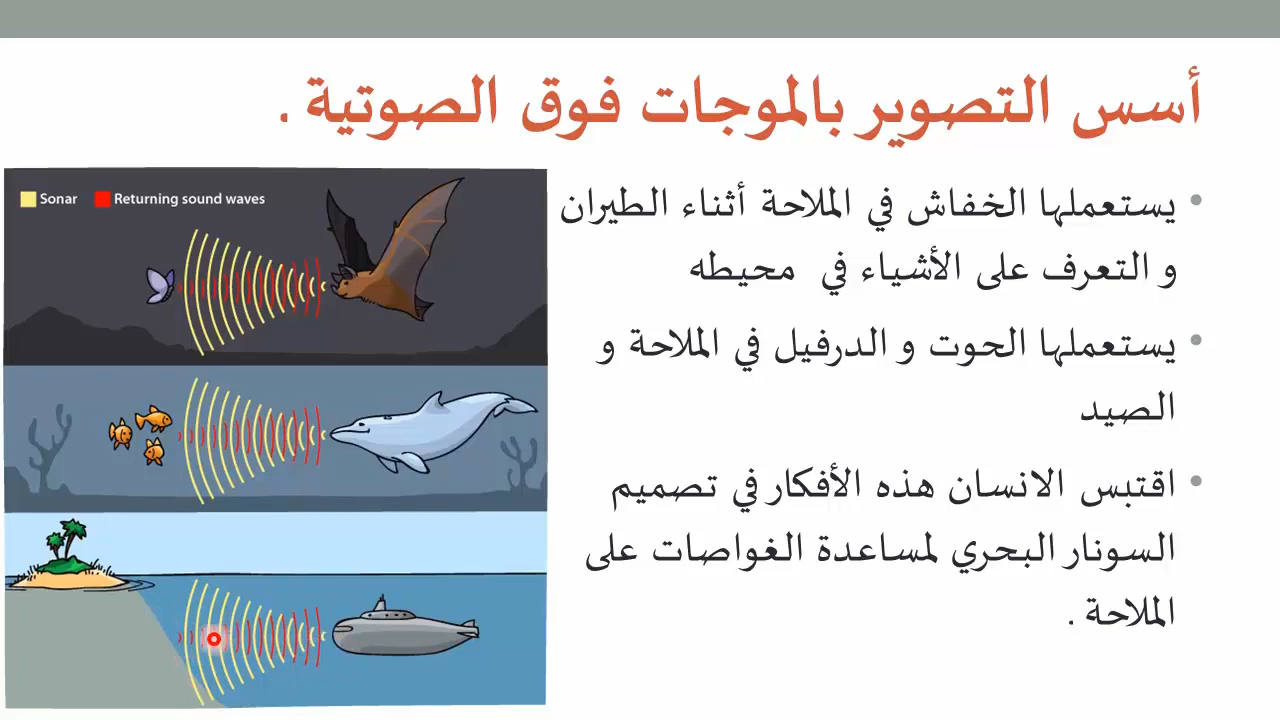 أسس التصوير بالموجات فوق الصوتية .
• يستعملها الخفاش في الملاحة أثناء الطيران
و التعرف على الأشياء في محيطه
• يستعملها الحوت و الدرفيل في الملاحة و
الصيد
• اقتبس الانسان هذه الأفكار في تصميم
السونار البحري لمساعدة الغواصات على
الملاحة .
Sonar Returning sound waves